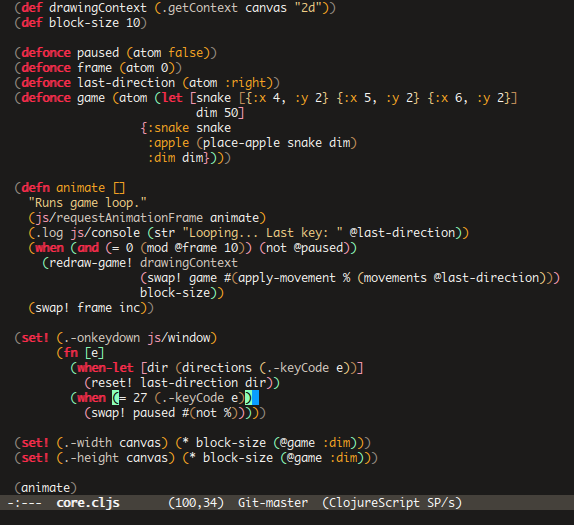 (def drawingContext (.getContext canvas "2d"))
(def block-size 10)
(defonce paused (atom false))
(defonce frame (atom 0))
(defonce last-direction (atom :right))
(defonce game (atom (let [snake [{:x 4, :y 2} {:x 5, :y 2} {:x 6, :y 2}]
dim 50]
{:snake snake
:apple (place-apple snake dim)
:dim dim})))
(defn animate []
"Runs game loop."
(js/requestAnimationFrame animate)
(.log js/console (str "Looping... Last key: " @last-direction))
(when (and (= 0 (mod @frame 10)) (not @paused))
(redraw-game! drawingContext
(swap! game #(apply-movement % (movements @last-direction)))
block-size))
(swap! frame inc))
(set! (.-onkeydown js/window)
(fn [e]
(when-let [dir (directions (.-keyCode e))]
(reset! last-direction dir))
(when (= 27 (.-keyCode e))
(swap! paused #(not %)))))
(set! (.-width canvas) (* block-size (@game :dim)))
(set! (.-height canvas) (* block-size (@game :dim)))
(animate)
-:--- core.cljs (100,34) Git-master (ClojureScript SP/s)